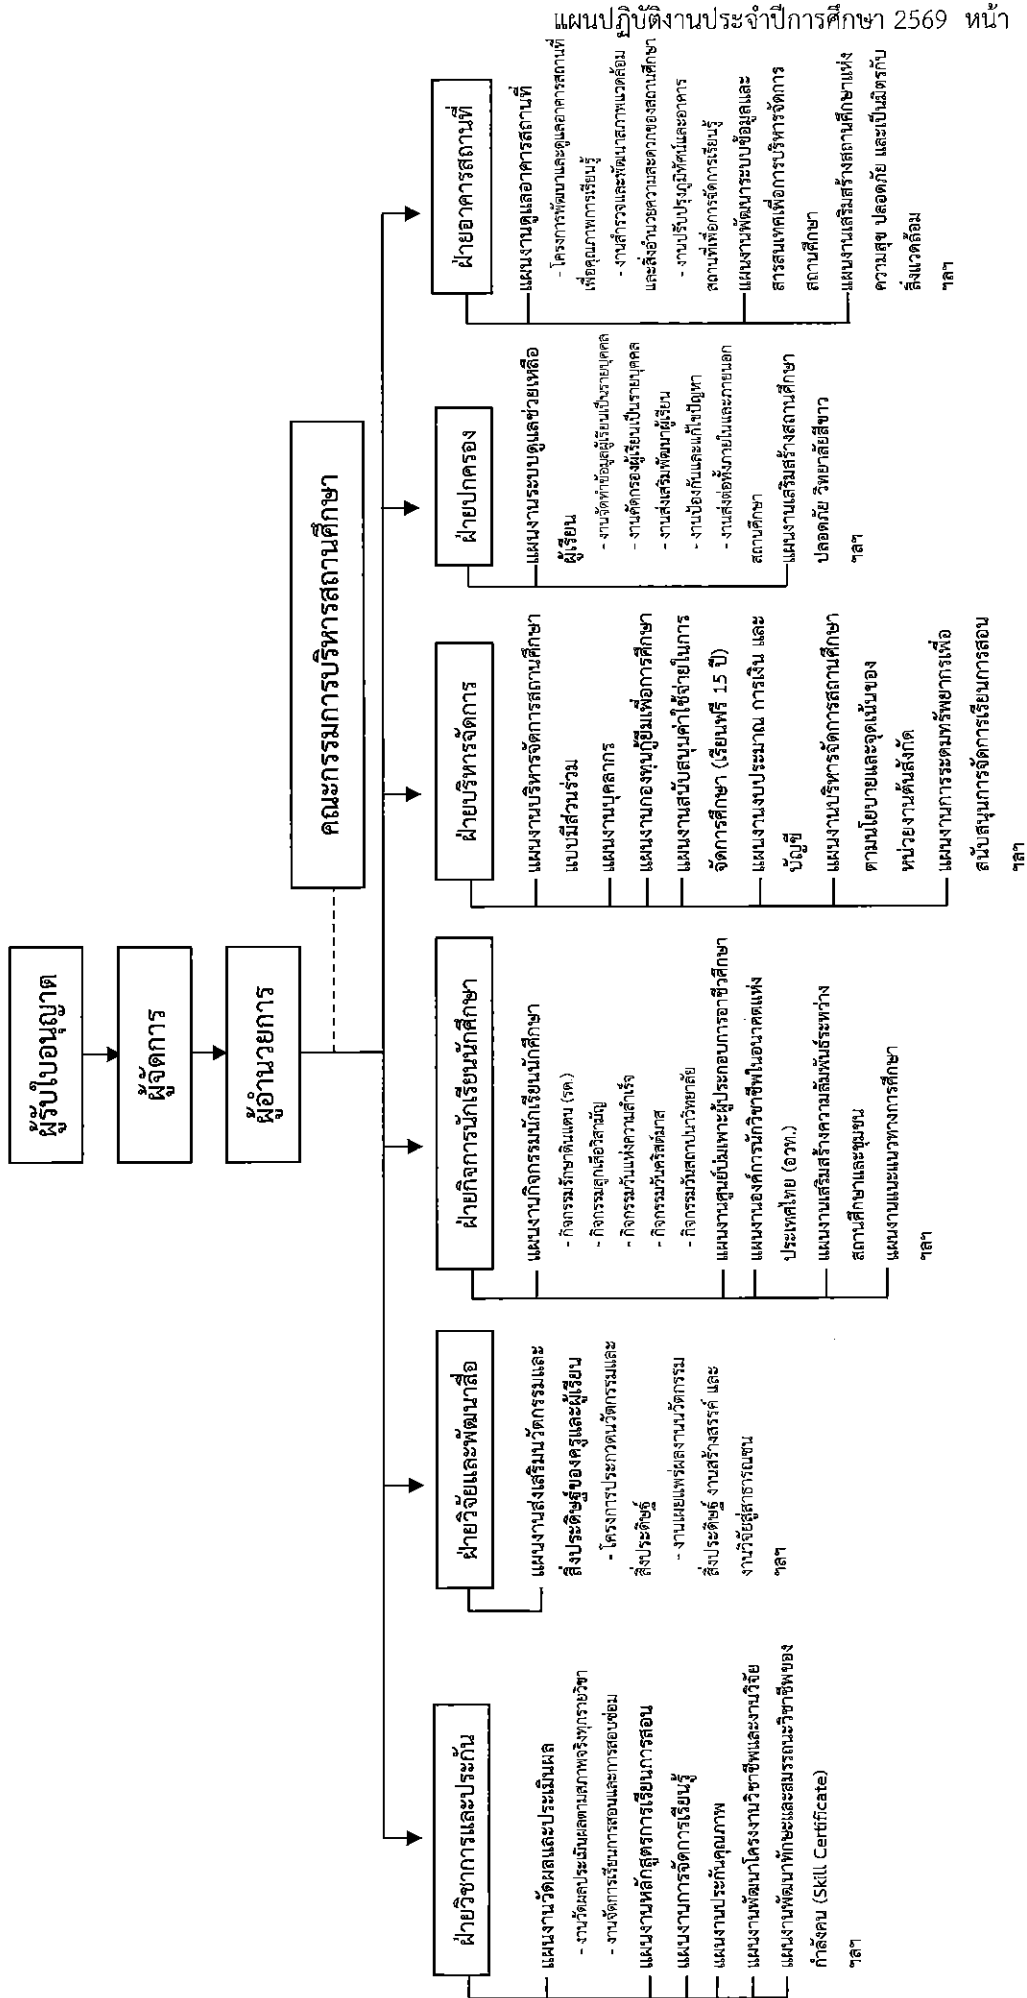 แผนปฏิบัติงานประจำปีการศึกษา 2569 หน้า
ผู้รับใบอนุญาต
ผู้จัดการ
ผู้อำนวยการ
คณะกรรมการบริหารสถานศึกษา
ฝ่ายวิชาการและประกัน
แผนงานวัดผลและประเมินผล
- งานวัดผลประเมินผลตามสภาพจริงทุกรายวิชา
- งานจัดการเรียนการสอนและการสอบซ่อม
แผนงานหลักสูตรการเรียนการสอน
แผนงานการจัดการเรียนรู้
แผนงานประกันคุณภาพ
แผนงานพัฒนาโครงงานวิชาชีพและงานวิจัย
แผนงานพัฒนาทักษะและสมรรถนะวิชาชีพของ
กำลังคน (Skill Certificate)
ฯลฯ
ฝ่ายวิจัยและพัฒนาสื่อ
แผนงานส่งเสริมนวัตกรรมและ
สิ่งประดิษฐ์ของครูและผู้เรียน
- โครงการประกวดนวัตกรรมและ
สิ่งประดิษฐ์
- งานเผยแพร่ผลงานนวัตกรรม
สิ่งประดิษฐ์ งานสร้างสรรค์ และ
งานวิจัยสู่สาธารณชน
ฯลฯ
ฝ่ายกิจการนักเรียนนักศึกษา
แผนงานกิจกรรมนักเรียนนักศึกษา
- กิจกรรมรักษาดินแดน (รด.)
- กิจกรรมลูกเสือวิสามัญ
- กิจกรรมวันแห่งความสำเร็จ
- กิจกรรมวันคริสต์มาส
- กิจกรรมวันสถาปนาวิทยาลัย
แผนงานศูนย์บ่มเพาะผู้ประกอบการอาชีวศึกษา
แผนงานองค์การนักวิชาชีพในอนาคตแห่ง
ประเทศไทย (อวท.)
แผนงานเสริมสร้างความสัมพันธ์ระหว่าง
สถานศึกษาและชุมชน
แผนงานแนะแนวทางการศึกษา
ฯลฯ
ฝ่ายบริหารจัดการ
แผนงานบริหารจัดการสถานศึกษา
แบบมีส่วนร่วม
แผนงานบุคลากร
แผนงานกองทุนกู้ยืมเพื่อการศึกษา
แผนงานสนับสนุนค่าใช้จ่ายในการ
จัดการศึกษา (เรียนฟรี 15 ปี)
แผนงานงบประมาณ การเงิน และ
บัญชี
แผนงานบริหารจัดการสถานศึกษา
ตามนโยบายและจุดเน้นของ
หน่วยงานต้นสังกัด
แผนงานการระดมทรัพยากรเพื่อ
สนับสนุนการจัดการเรียนการสอน
ฯลฯ
ฝ่ายปกครอง
แผนงานระบบดูแลช่วยเหลือ
ผู้เรียน
- งานจัดทำข้อมูลผู้เรียนเป็นรายบุคคล
- งานคัดกรองผู้เรียนเป็นรายบุคคล
- งานส่งเสริมพัฒนาผู้เรียน
- งานป้องกันและแก้ไขปัญหา
- งานส่งต่อทั้งภายในและภายนอก
สถานศึกษา
แผนงานเสริมสร้างสถานศึกษา
ปลอดภัย วิทยาลัยสีขาว
ฯลฯ
ฝ่ายอาคารสถานที่
แผนงานดูแลอาคารสถานที่
- โครงการพัฒนาและดูแลอาคารสถานที่
เพื่อคุณภาพการเรียนรู้
- งานสำรวจและพัฒนาสภาพแวดล้อม
และสิ่งอำนวยความสะดวกของสถานศึกษา
- งานปรับปรุงภูมิทัศน์และอาคาร
สถานที่เพื่อการจัดการเรียนรู้
แผนงานพัฒนาระบบข้อมูลและ
สารสนเทศเพื่อการบริหารจัดการ
สถานศึกษา
แผนงานเสริมสร้างสถานศึกษาแห่ง
ความสุข ปลอดภัย และเป็นมิตรกับ
สิ่งแวดล้อม
ฯลฯ